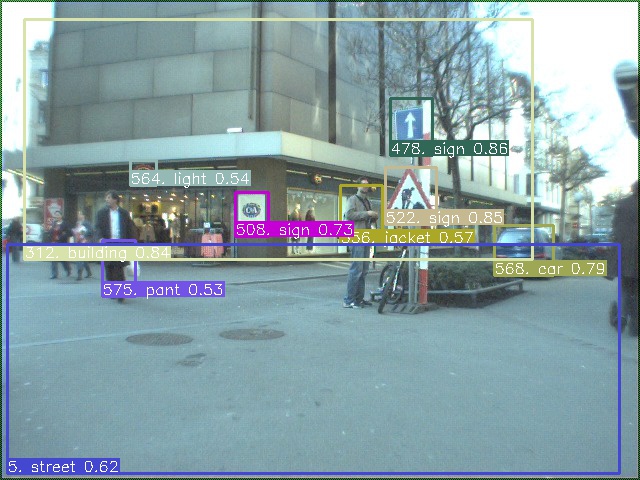 478. sign 0.86
564. light 0.54
522. sign 0.85
C&A
508. sign 0.73
jacket 0.57
312. building 0.84
568. car 0.79
575. pant 0.53
5. street 0.62